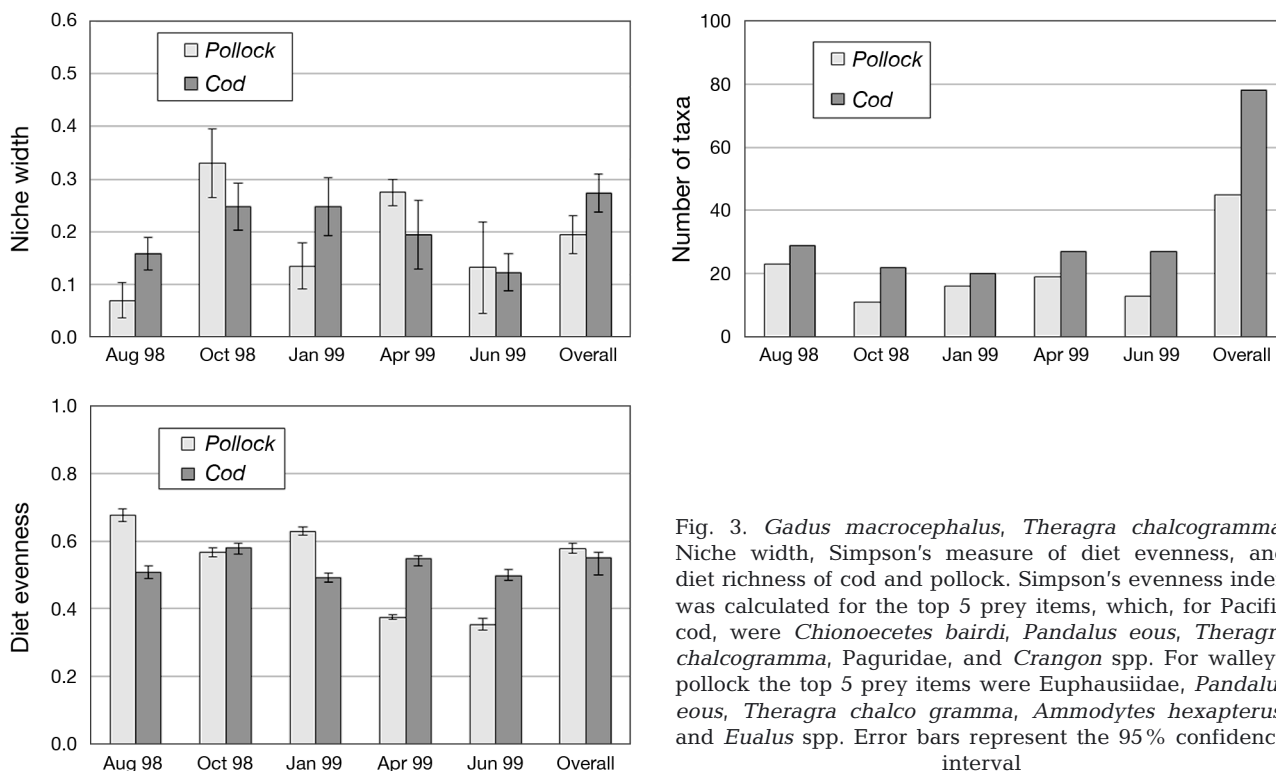 0.6
0.5
0.4
0.3
0.2
0.1
0.0
Niche width
Pollock
Cod
Aug 98 Oct 98 Jan 99 Apr 99 Jun 99 Overall
100
80
60
40
20
0
Number of taxa
Pollock
Cod
Aug 98 Oct 98 Jan 99 Apr 99 Jun 99 Overall
1.0
0.8
0.6
0.4
0.2
0.0
Diet evenness
Pollock
Cod
Aug 98 Oct 98 Jan 99 Apr 99 Jun 99 Overall
Fig. 3. Gadus macrocephalus, Theragra chalcogramma
Niche width, Simpson's measure of diet evenness, and
diet richness of cod and pollock. Simpson's evenness inde
was calculated for the top 5 prey items, which, for Pacifi
cod, were Chionoecetes bairdi, Pandalus eous, Theragr
chalcogramma, Paguridae, and Crangon spp. For walley
pollock the top 5 prey items were Euphausiidae, Pandalu
eous, Theragra chalco gramma, Ammodytes hexapterus
and Eualus spp. Error bars represent the 95% confidenc
interval